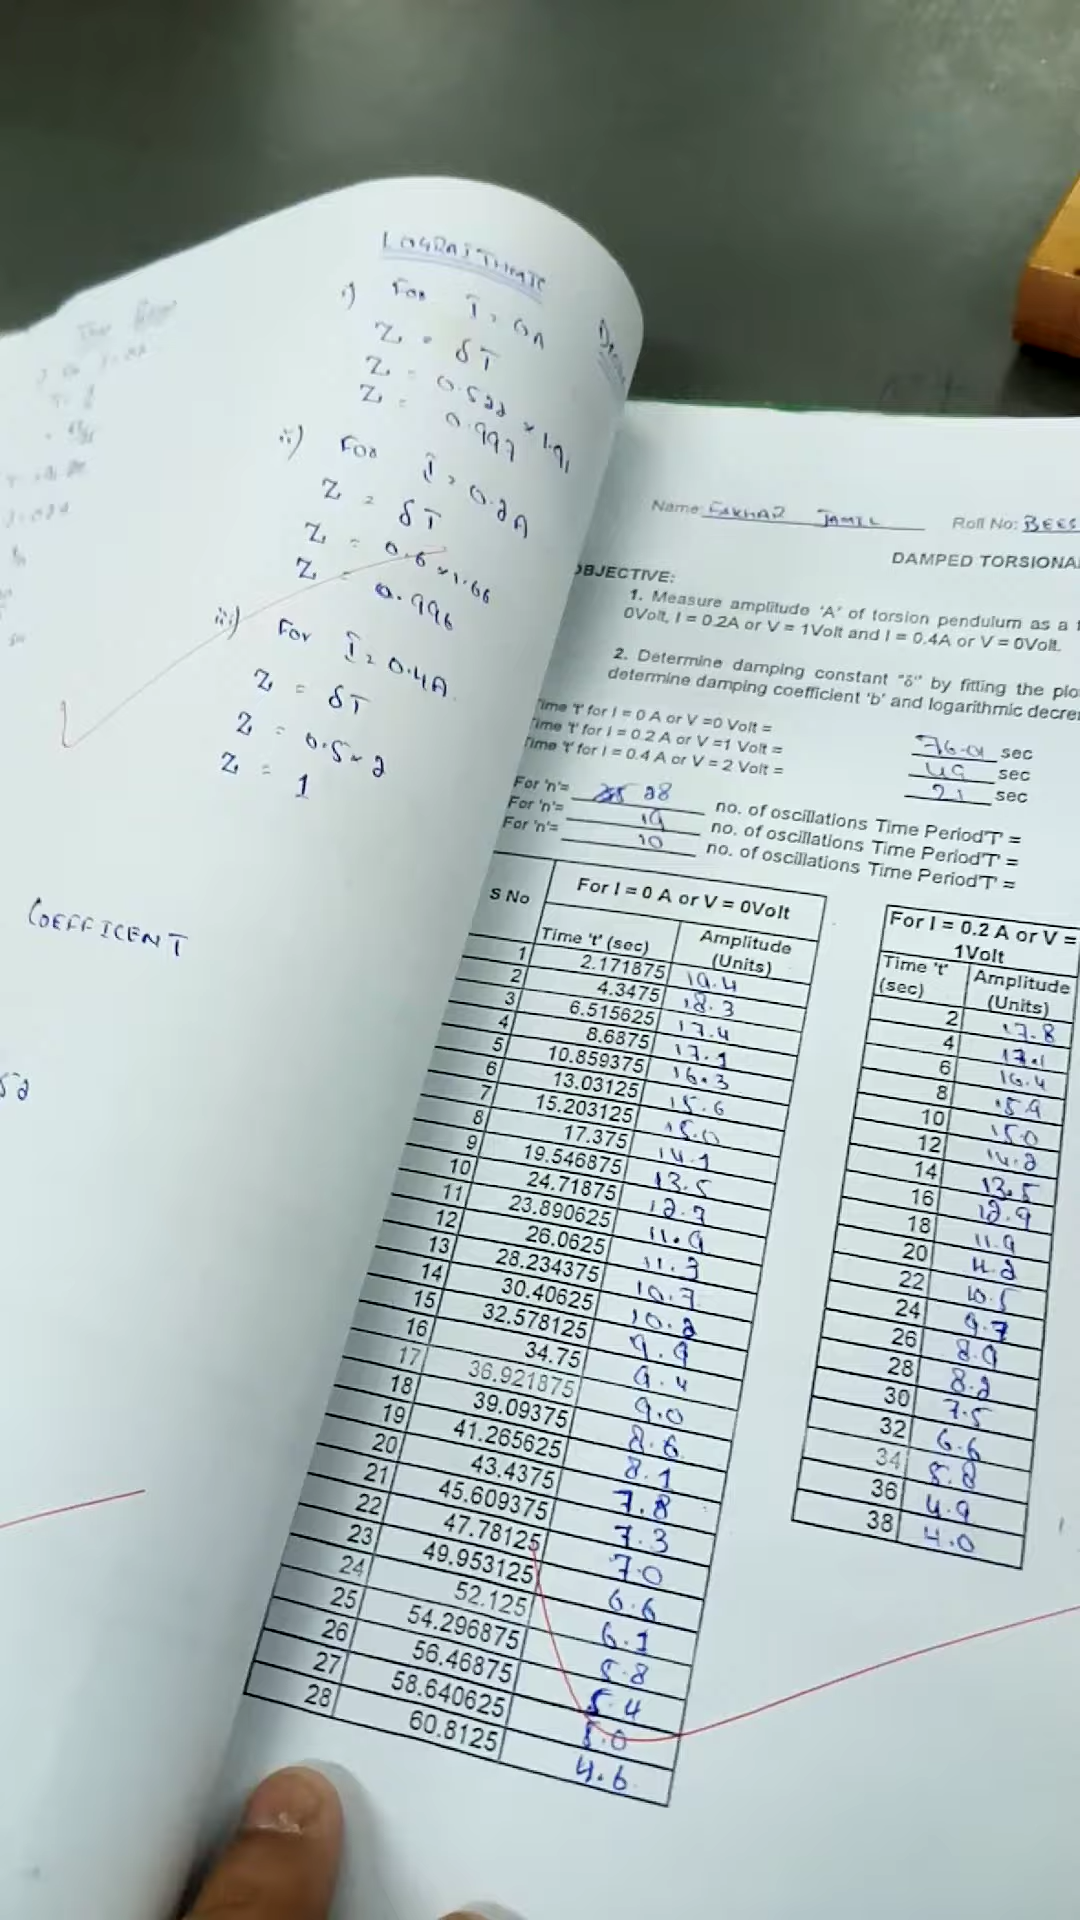 LOGRAITHMIC
i) For I = 0A
Z = δT
Z = 0.522 × 1.91
Z = 0.997
ii) For I = 0.2A
Z = δT
Z = 0.6 × 1.66
Z = 0.996
iii) For I = 0.4A.
Z = δT
Z = 0.5 × 2
Z = 1
COEFFICENT
52
Name: JAMIL Roll No: BEES
DAMPED TORSIONA
OBJECTIVE:
1. Measure amplitude 'A' of torsion pendulum as a
0Volt, I = 0.2A or V = 1Volt and I = 0.4A or V = 0Volt.
2. Determine damping constant "δ" by fitting the plo
determine damping coefficient 'b' and logarithmic decre
Time 't' for I = 0 A or V =0 Volt = 76.01 sec
Time 't' for I = 0.2 A or V =1 Volt = 49 sec
Time 't' for I = 0.4 A or V = 2 Volt = 21 sec
For 'n'= 28 no. of oscillations Time Period'T' =
For 'n'= 19 no. of oscillations Time Period'T' =
For 'n'= 10 no. of oscillations Time Period'T' =
S No For I = 0 A or V = 0Volt
Time 't' (sec) Amplitude (Units)
1 2.171875 19.4
2 4.3475 18.3
3 6.515625 17.4
4 8.6875 17.1
5 10.859375 16.3
6 13.03125 15.6
7 15.203125 15.0
8 17.375 14.1
9 19.546875 13.5
10 24.71875 12.7
11 23.890625 11.9
12 26.0625 11.3
13 28.234375 10.7
14 30.40625 10.2
15 32.578125 9.9
16 34.75 9.4
17 36.921875 9.0
18 39.09375 8.6
19 41.265625 8.1
20 43.4375 7.8
21 45.609375 7.3
22 47.78125 7.0
23 49.953125 6.6
24 52.125 6.1
25 54.296875 5.8
26 56.46875 5.4
27 58.640625 5.0
28 60.8125 4.6
For I = 0.2 A or V =
1Volt
Time 't' (sec) Amplitude (Units)
2 17.8
4 17.1
6 16.4
8 15.9
10 15.0
12 14.2
14 13.5
16 12.9
18 11.9
20 11.2
22 10.5
24 9.7
26 8.9
28 8.2
30 7.5
32 6.6
34 5.8
36 4.9
38 4.0